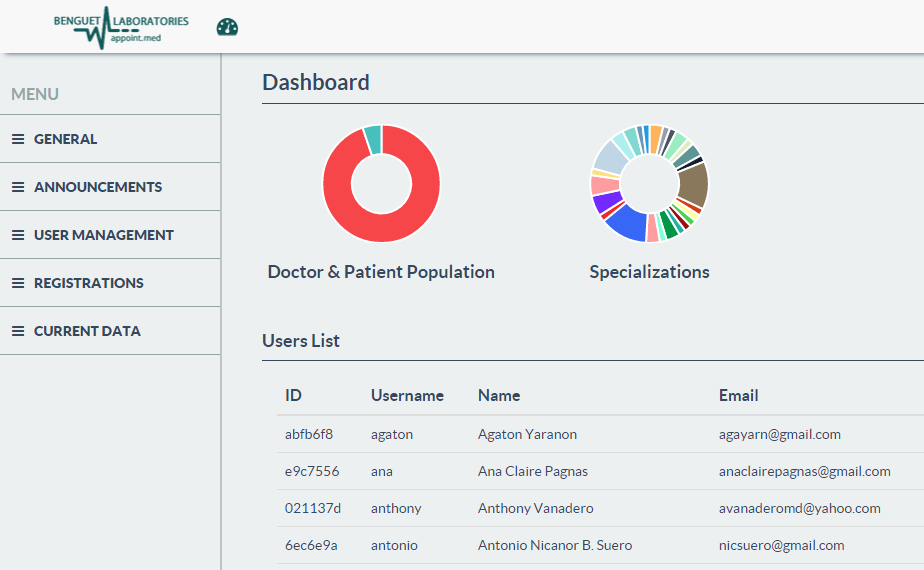 BENGUET LABORATORIES
appoint.med
Dashboard
MENU
GENERAL
ANNOUNCEMENTS
USER MANAGEMENT
REGISTRATIONS
CURRENT DATA
Doctor & Patient Population
Specializations
Users List
ID Username Name Email
abfb6f8 agaton Agaton Yaranon agayarn@gmail.com
e9c7556 ana Ana Claire Pagnas anaclairepagnas@gmail.com
021137d anthony Anthony Vanadero avanaderomd@yahoo.com
6ec6e9a antonio Antonio Nicanor B. Suero nicsuero@gmail.com